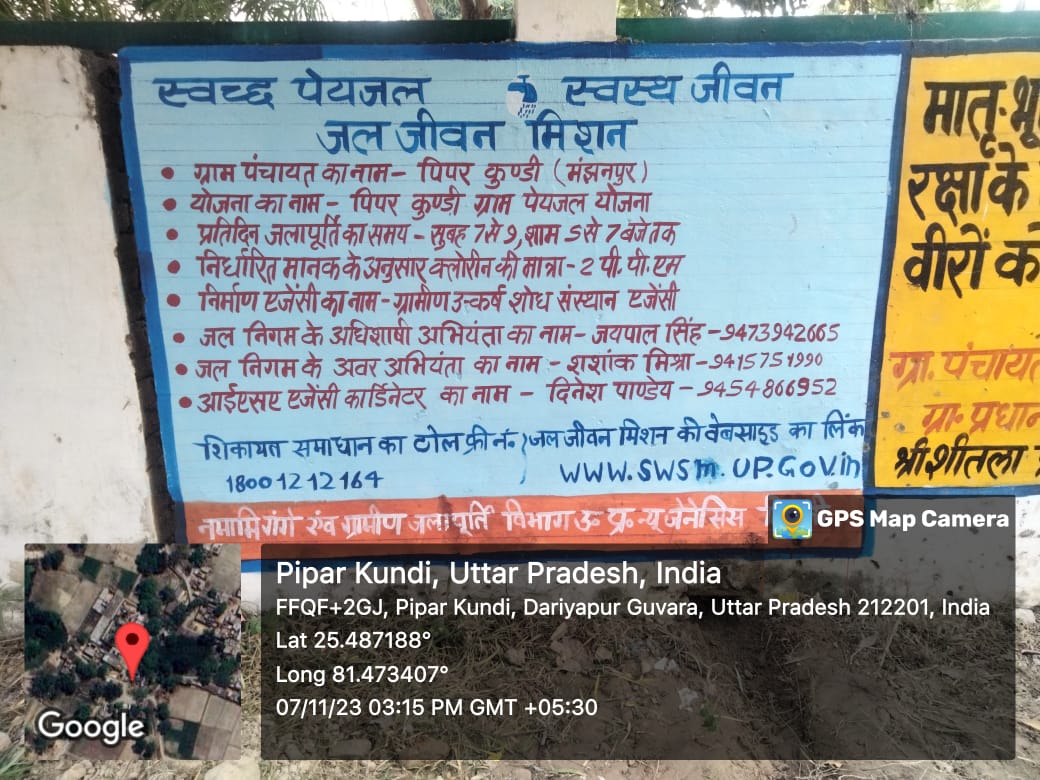 स्वच्छ पेयजल स्वस्थ जीवन
जल जीवन मिशन
• ग्राम पंचायत का नाम - पिपर कुण्डी (मंझनपुर)
• योजना का नाम - पिपर कुण्डी ग्राम पेयजल योजना
• प्रतिदिन जलापूर्ति का समय - सुबह 7 से 9, शाम 5 से 7 बजे तक
• निर्धारित मानक के अनुसार क्लोरीन की मात्रा - 2 पी. पी. एम
• निर्माण एजेंसी का नाम - ग्रामीण उत्कर्ष शोध संस्थान एजेंसी
• जल निगम के अधिशाषी अभियंता का नाम - जयपाल सिंह - 9473942665
• जल निगम के अवर अभियंता का नाम - शशांक मिश्रा - 9415751990
• आईएसए एजेंसी कार्डिनेटर का नाम - दिनेश पाण्डेय - 9454866952
शिकायत समाधान का टोल फ्री नं. / जल जीवन मिशन की वेबसाइड का लिंक
18001212164 WWW.SWSM.UP.GOV.in
नमामि गंगे एंव ग्रामीण जलापूर्ति विभाग उ० प्र० न्यू जेनेसिस
मातृ-भू
रक्षा के
वीरों को
ग्रा. पंचायत
ग्रा. प्रधान
श्री शीतला
GPS Map Camera
Pipar Kundi, Uttar Pradesh, India
FFQF+2GJ, Pipar Kundi, Dariyapur Guvara, Uttar Pradesh 212201, India
Lat 25.487188°
Long 81.473407°
07/11/23 03:15 PM GMT +05:30
Google